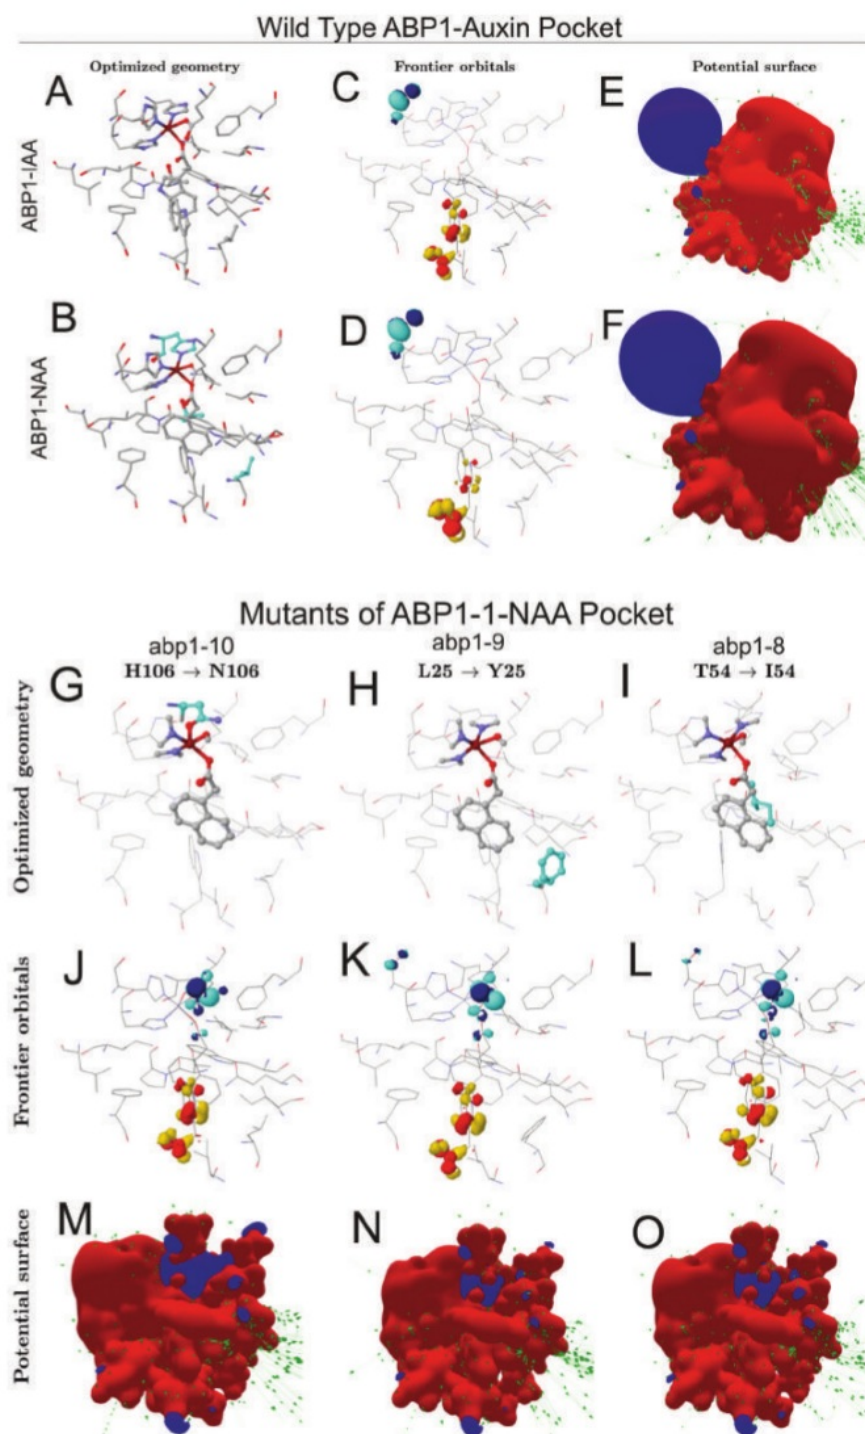 Wild Type ABP1-Auxin Pocket
Optimized geometry Frontier orbitals Potential surface
A C E
ABP1-IAA
B D F
ABP1-NAA
Mutants of ABP1-1-NAA Pocket
abp1-10 abp1-9 abp1-8
G H106 → N106 H L25 → Y25 I T54 → I54
Optimized geometry
J K L
Frontier orbitals
M N O
Potential surface